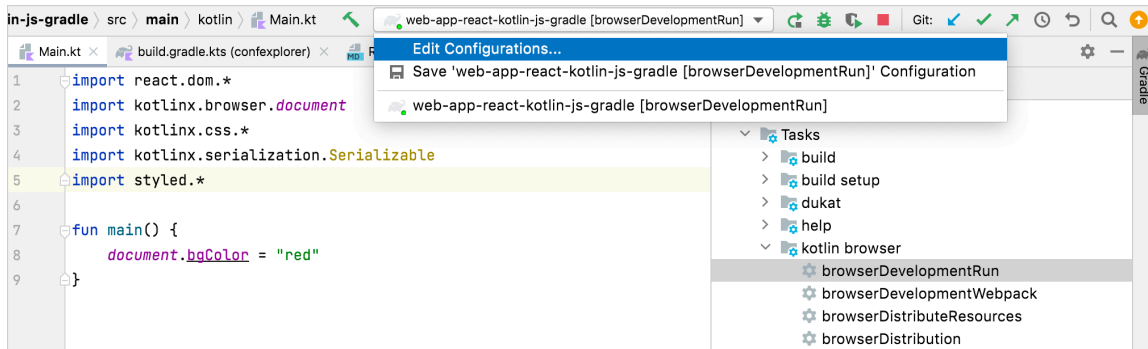 in-js-gradle src main kotlin Main.kt web-app-react-kotlin-js-gradle [browserDevelopmentRun] Git:
Main.kt build.gradle.kts (confexplorer) MD
Edit Configurations...
Save 'web-app-react-kotlin-js-gradle [browserDevelopmentRun]' Configuration
web-app-react-kotlin-js-gradle [browserDevelopmentRun]
Gradle
1 import react.dom.*
2 import kotlinx.browser.document
3 import kotlinx.css.*
4 import kotlinx.serialization.Serializable
5 import styled.*
6
7 fun main() {
8 document.bgColor = "red"
9 }
Tasks
build
build setup
dukat
help
kotlin browser
browserDevelopmentRun
browserDevelopmentWebpack
browserDistributeResources
browserDistribution